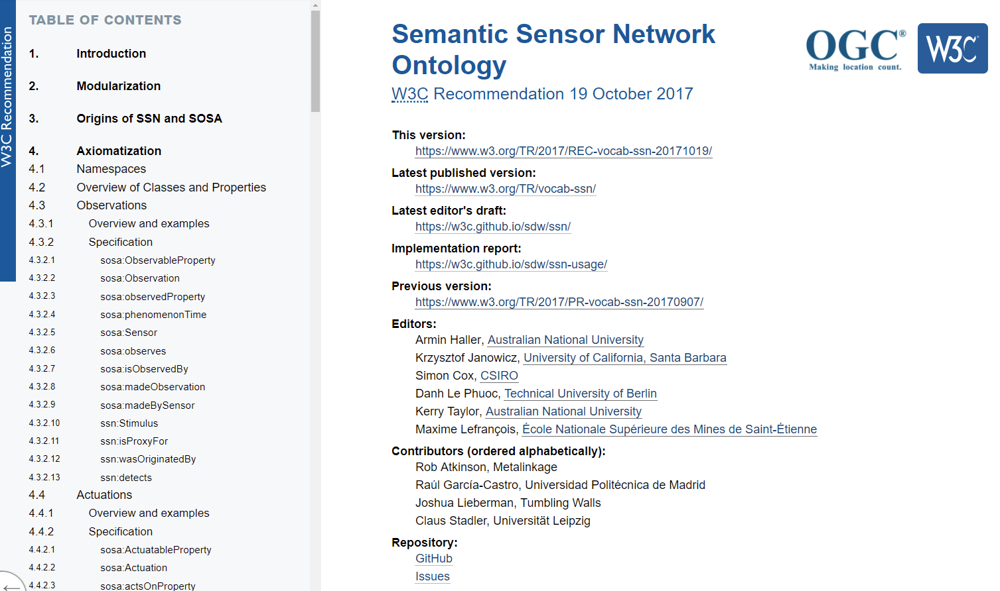 W3C Recommendation
TABLE OF CONTENTS
1. Introduction
2. Modularization
3. Origins of SSN and SOSA
4. Axiomatization
4.1 Namespaces
4.2 Overview of Classes and Properties
4.3 Observations
4.3.1 Overview and examples
4.3.2 Specification
4.3.2.1 sosa:ObservableProperty
4.3.2.2 sosa:Observation
4.3.2.3 sosa:observedProperty
4.3.2.4 sosa:phenomenonTime
4.3.2.5 sosa:Sensor
4.3.2.6 sosa:observes
4.3.2.7 sosa:isObservedBy
4.3.2.8 sosa:madeObservation
4.3.2.9 sosa:madeBySensor
4.3.2.10 ssn:Stimulus
4.3.2.11 ssn:isProxyFor
4.3.2.12 ssn:wasOriginatedBy
4.3.2.13 ssn:detects
4.4 Actuations
4.4.1 Overview and examples
4.4.2 Specification
4.4.2.1 sosa:ActuatableProperty
4.4.2.2 sosa:Actuation
4.4.2.3 sosa:actsOnProperty
Semantic Sensor Network
Ontology
W3C Recommendation 19 October 2017
OGC®
Making location count.
W3C®
This version:
https://www.w3.org/TR/2017/REC-vocab-ssn-20171019/
Latest published version:
https://www.w3.org/TR/vocab-ssn/
Latest editor's draft:
https://w3c.github.io/sdw/ssn/
Implementation report:
https://w3c.github.io/sdw/ssn-usage/
Previous version:
https://www.w3.org/TR/2017/PR-vocab-ssn-20170907/
Editors:
Armin Haller, Australian National University
Krzysztof Janowicz, University of California, Santa Barbara
Simon Cox, CSIRO
Danh Le Phuoc, Technical University of Berlin
Kerry Taylor, Australian National University
Maxime Lefrançois, École Nationale Supérieure des Mines de Saint-Étienne
Contributors (ordered alphabetically):
Rob Atkinson, Metalinkage
Raúl García-Castro, Universidad Politécnica de Madrid
Joshua Lieberman, Tumbling Walls
Claus Stadler, Universität Leipzig
Repository:
GitHub
Issues